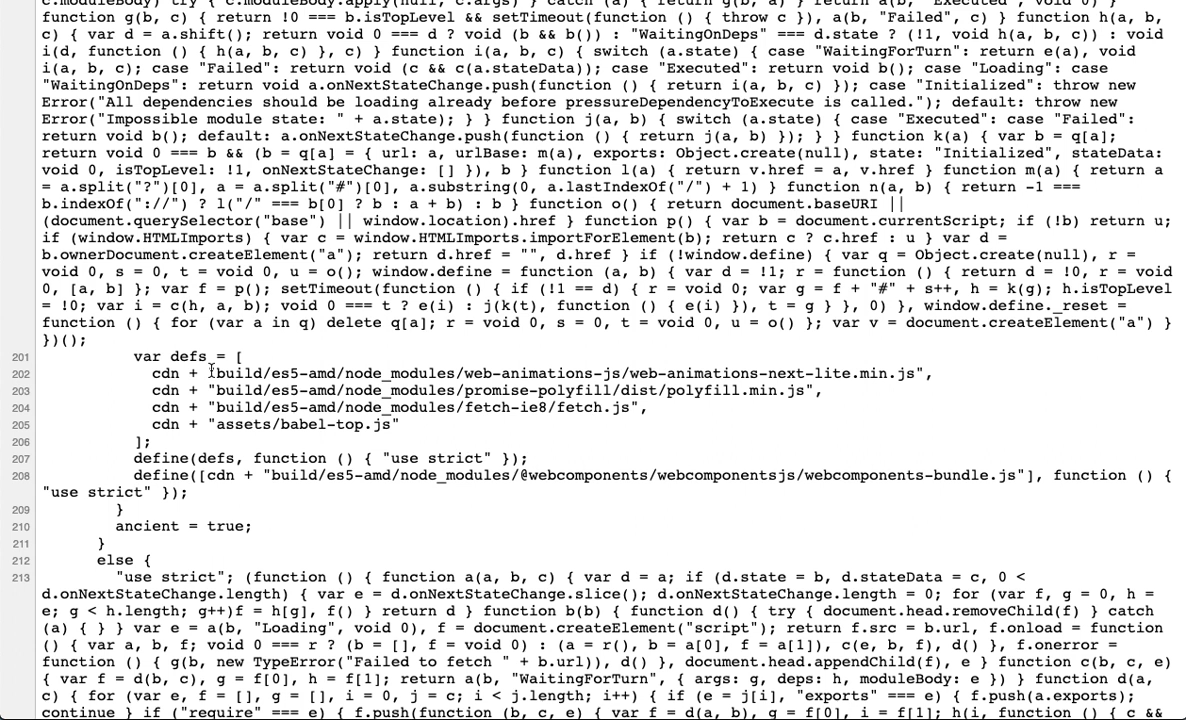 c.moduleBody) try { c.moduleBody.apply(null, c.args) } catch (a) { return g(b, a) } return a(b, "Executed", void 0) }
function g(b, c) { return !0 === b.isTopLevel && setTimeout(function () { throw c }), a(b, "Failed", c) } function h(a, b,
c) { var d = a.shift(); return void 0 === d ? void (b && b()) : "WaitingOnDeps" === d.state ? (!1, void h(a, b, c)) : void
i(d, function () { h(a, b, c) }, c) } function i(a, b, c) { switch (a.state) { case "WaitingForTurn": return e(a), void
i(a, b, c); case "Failed": return void (c && c(a.stateData)); case "Executed": return void b(); case "Loading": case
"WaitingOnDeps": return void a.onNextStateChange.push(function () { return i(a, b, c) }); case "Initialized": throw new
Error("All dependencies should be loading already before pressureDependencyToExecute is called."); default: throw new
Error("Impossible module state: " + a.state); } } function j(a, b) { switch (a.state) { case "Executed": case "Failed":
return void b(); default: a.onNextStateChange.push(function () { return j(a, b) }); } } function k(a) { var b = q[a];
return void 0 === b && (b = q[a] = { url: a, urlBase: m(a), exports: Object.create(null), state: "Initialized", stateData:
void 0, isTopLevel: !1, onNextStateChange: [] }), b } function l(a) { return v.href = a, v.href } function m(a) { return a
= a.split("?")[0], a = a.split("#")[0], a.substring(0, a.lastIndexOf("/") + 1) } function n(a, b) { return -1 ===
b.indexOf("://") ? l("/" === b[0] ? b : a + b) : b } function o() { return document.baseURI ||
(document.querySelector("base") || window.location).href } function p() { var b = document.currentScript; if (!b) return u;
if (window.HTMLImports) { var c = window.HTMLImports.importForElement(b); return c ? c.href : u } var d =
b.ownerDocument.createElement("a"); return d.href = "", d.href } if (!window.define) { var q = Object.create(null), r =
void 0, s = 0, t = void 0, u = o(); window.define = function (a, b) { var d = !1; r = function () { return d = !0, r = void
0, [a, b] }; var f = p(); setTimeout(function () { if (!1 == d) { r = void 0; var g = f + "#" + s++, h = k(g); h.isTopLevel
= !0; var i = c(h, a, b); void 0 === t ? e(i) : j(k(t), function () { e(i) }), t = g } }, 0) }, window.define._reset =
function () { for (var a in q) delete q[a]; r = void 0, s = 0, t = void 0, u = o() }; var v = document.createElement("a") }
})();
201 var defs = [
202 cdn + "build/es5-amd/node_modules/web-animations-js/web-animations-next-lite.min.js",
203 cdn + "build/es5-amd/node_modules/promise-polyfill/dist/polyfill.min.js",
204 cdn + "build/es5-amd/node_modules/fetch-ie8/fetch.js",
205 cdn + "assets/babel-top.js"
206 ];
207 define(defs, function () { "use strict" });
208 define([cdn + "build/es5-amd/node_modules/@webcomponents/webcomponentsjs/webcomponents-bundle.js"], function () {
"use strict" });
209 }
210 ancient = true;
211 }
212 else {
213 "use strict"; (function () { function a(a, b, c) { var d = a; if (d.state = b, d.stateData = c, 0 <
d.onNextStateChange.length) { var e = d.onNextStateChange.slice(); d.onNextStateChange.length = 0; for (var f, g = 0, h =
e; g < h.length; g++)f = h[g], f() } return d } function b(b) { function d() { try { document.head.removeChild(f) } catch
(a) { } } var e = a(b, "Loading", void 0), f = document.createElement("script"); return f.src = b.url, f.onload = function
() { var a, b, f; void 0 === r ? (b = [], f = void 0) : (a = r(), b = a[0], f = a[1]), c(e, b, f), d() }, f.onerror =
function () { g(b, new TypeError("Failed to fetch " + b.url)), d() }, document.head.appendChild(f), e } function c(b, c, e)
{ var f = d(b, c), g = f[0], h = f[1]; return a(b, "WaitingForTurn", { args: g, deps: h, moduleBody: e }) } function d(a,
c) { for (var e, f = [], g = [], i = 0, j = c; i < j.length; i++) { if (e = j[i], "exports" === e) { f.push(a.exports);
continue } if ("require" === e) { f.push(function (b, c, e) { var f = d(a, b), g = f[0], i = f[1]; h(i, function () { c &&